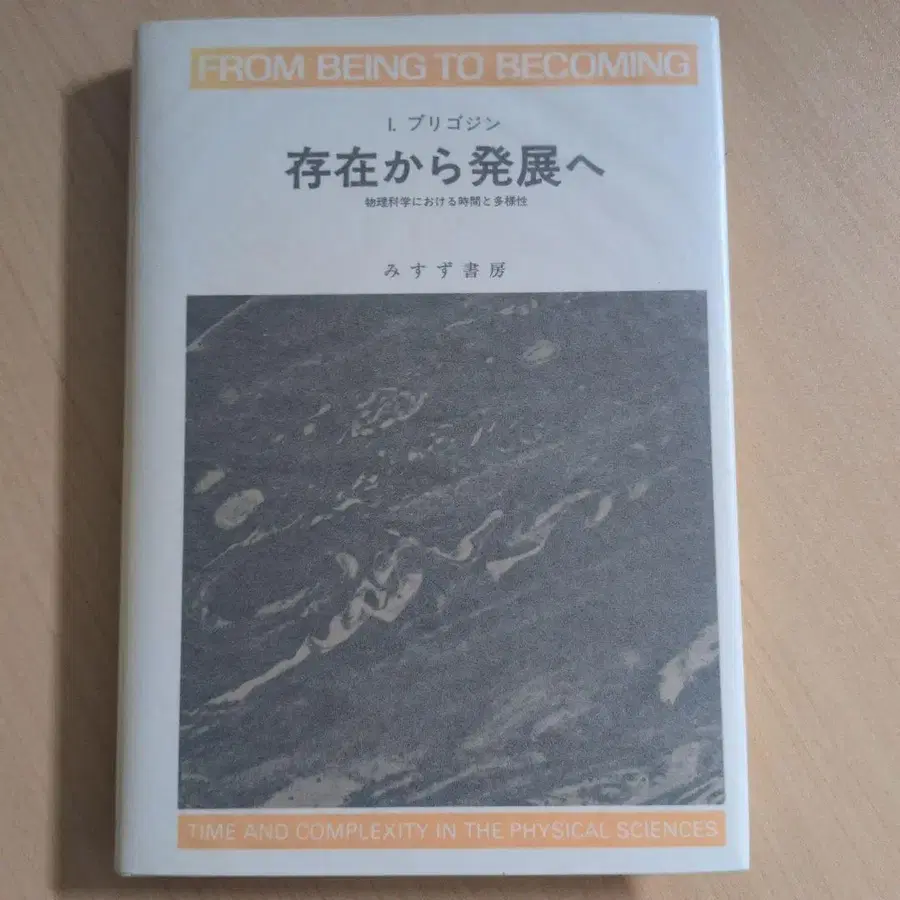 FROM BEING TO BECOMING
I. プリゴジン
存在から発展へ
物理科学における時間と多様性
みすず書房
TIME AND COMPLEXITY IN THE PHYSICAL SCIENCES